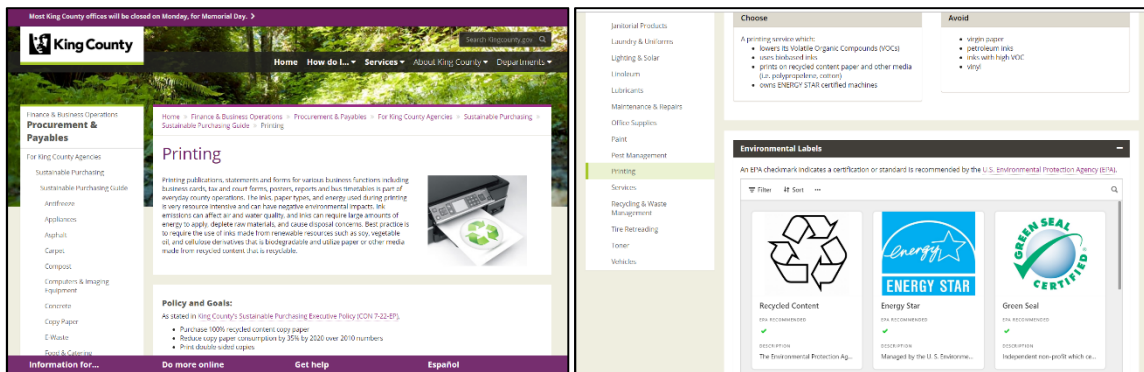 Most King County offices will be closed on Monday, for Memorial Day. >
King County
Search Kingcounty.gov
Home How do I... Services About King County Departments
Finance & Business Operations
Procurement &
Payables
For King County Agencies
Sustainable Purchasing
Sustainable Purchasing Guide
Antifreeze
Appliances
Asphalt
Carpet
Compost
Computers & Imaging
Equipment
Concrete
Copy Paper
E-Waste
Food & Catering
Home > Finance & Business Operations > Procurement & Payables > For King County Agencies > Sustainable Purchasing >
Sustainable Purchasing Guide > Printing
Printing
Printing publications, statements and forms for various business functions including
business cards, tax and court forms, posters, reports and bus timetables is part of
everyday county operations. The inks, paper types, and energy used during printing
is very resource intensive and can have negative environmental impacts. Ink
emissions can affect air and water quality, and inks can require large amounts of
energy to apply, deplete raw materials, and cause disposal concerns. Best practice is
to require the use of inks made from renewable resources such as soy, vegetable
oil, and cellulose derivatives that is biodegradable and utilize paper or other media
made from recycled content that is recyclable.
Policy and Goals:
As stated in King County's Sustainable Purchasing Executive Policy (CON 7-22-EP).
• Purchase 100% recycled content copy paper
• Reduce copy paper consumption by 35% by 2020 over 2010 numbers
• Print double sided copies
Information for... Do more online Get help Español
Janitorial Products
Laundry & Uniforms
Lighting & Solar
Linoleum
Lubricants
Maintenance & Repairs
Office Supplies
Paint
Pest Management
Printing
Services
Recycling & Waste
Management
Tire Retreading
Toner
Vehicles
Choose
A printing service which:
• lowers its Volatile Organic Compounds (VOCs)
• uses biobased inks
• prints on recycled content paper and other media
(i.e. polypropelene, cotton)
• owns ENERGY STAR certified machines
Avoid
• virgin paper
• petroleum inks
• inks with high VOC
• vinyl
Environmental Labels
An EPA checkmark indicates a certification or standard is recommended by the U.S. Environmental Protection Agency (EPA).
Filter Sort ...
energy
ENERGY STAR
GREEN SEAL
CERTIFIED
Recycled Content
EPA RECOMMENDED
DESCRIPTION
The Environmental Protection Ag...
Energy Star
EPA RECOMMENDED
DESCRIPTION
Managed by the U. S. Environme...
Green Seal
EPA RECOMMENDED
DESCRIPTION
Independent non-profit which ce...